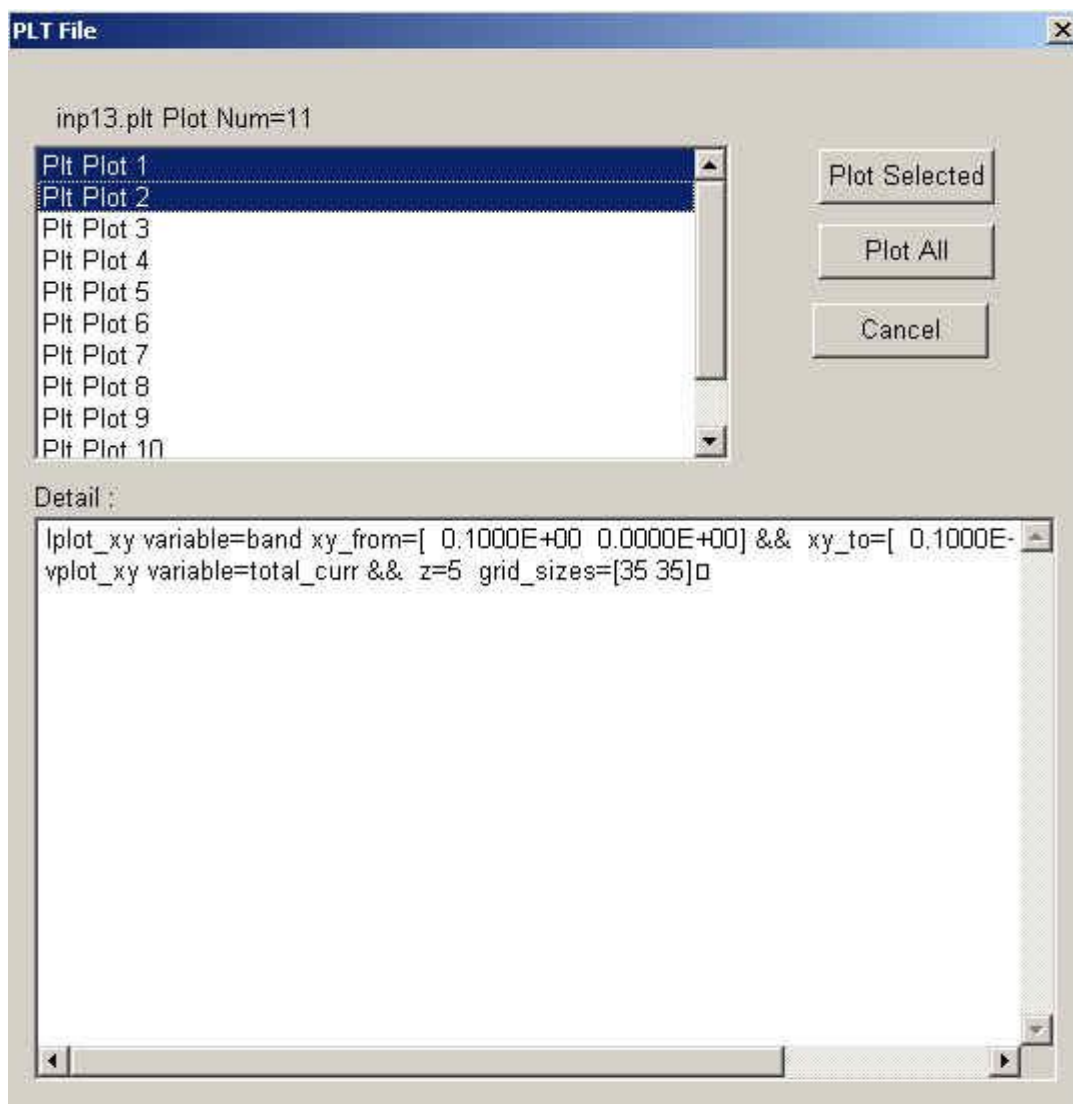 PLT File
inp13.plt Plot Num=11
Plt Plot 1
Plt Plot 2
Plt Plot 3
Plt Plot 4
Plt Plot 5
Plt Plot 6
Plt Plot 7
Plt Plot 8
Plt Plot 9
Plt Plot 10
Plot Selected
Plot All
Cancel
Detail :
lplot_xy variable=band xy_from=[ 0.1000E+00 0.0000E+00] && xy_to=[ 0.1000E-
vplot_xy variable=total_curr && z=5 grid_sizes=[35 35]▯